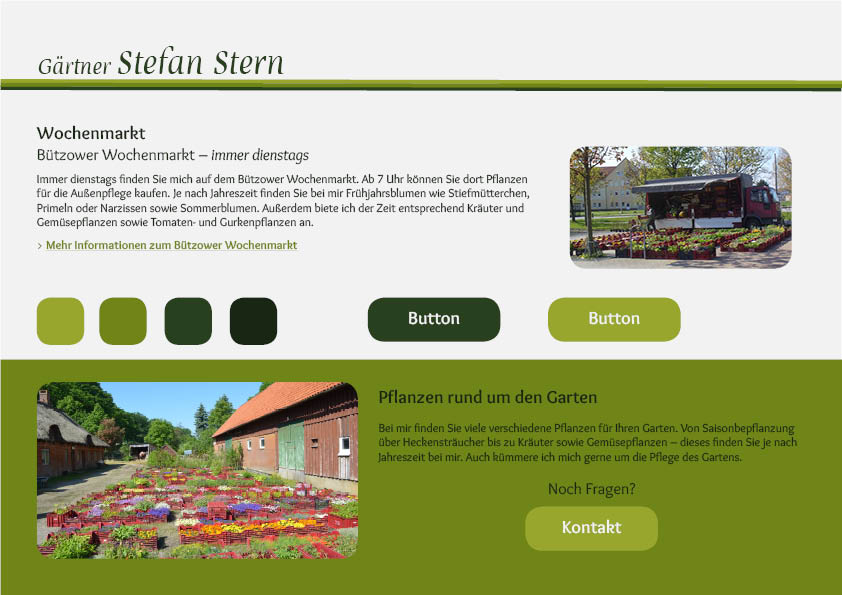 Gärtner Stefan Stern
Wochenmarkt
Bützower Wochenmarkt – immer dienstags
Immer dienstags finden Sie mich auf dem Bützower Wochenmarkt. Ab 7 Uhr können Sie dort Pflanzen
für die Außenpflege kaufen. Je nach Jahreszeit finden Sie bei mir Frühjahrsblumen wie Stiefmütterchen,
Primeln oder Narzissen sowie Sommerblumen. Außerdem biete ich der Zeit entsprechend Kräuter und
Gemüsepflanzen sowie Tomaten- und Gurkenpflanzen an.
> Mehr Informationen zum Bützower Wochenmarkt
Button
Button
Pflanzen rund um den Garten
Bei mir finden Sie viele verschiedene Pflanzen für Ihren Garten. Von Saisonbepflanzung
über Heckensträucher bis zu Kräuter sowie Gemüsepflanzen – dieses finden Sie je nach
Jahreszeit bei mir. Auch kümmere ich mich gerne um die Pflege des Gartens.
Noch Fragen?
Kontakt